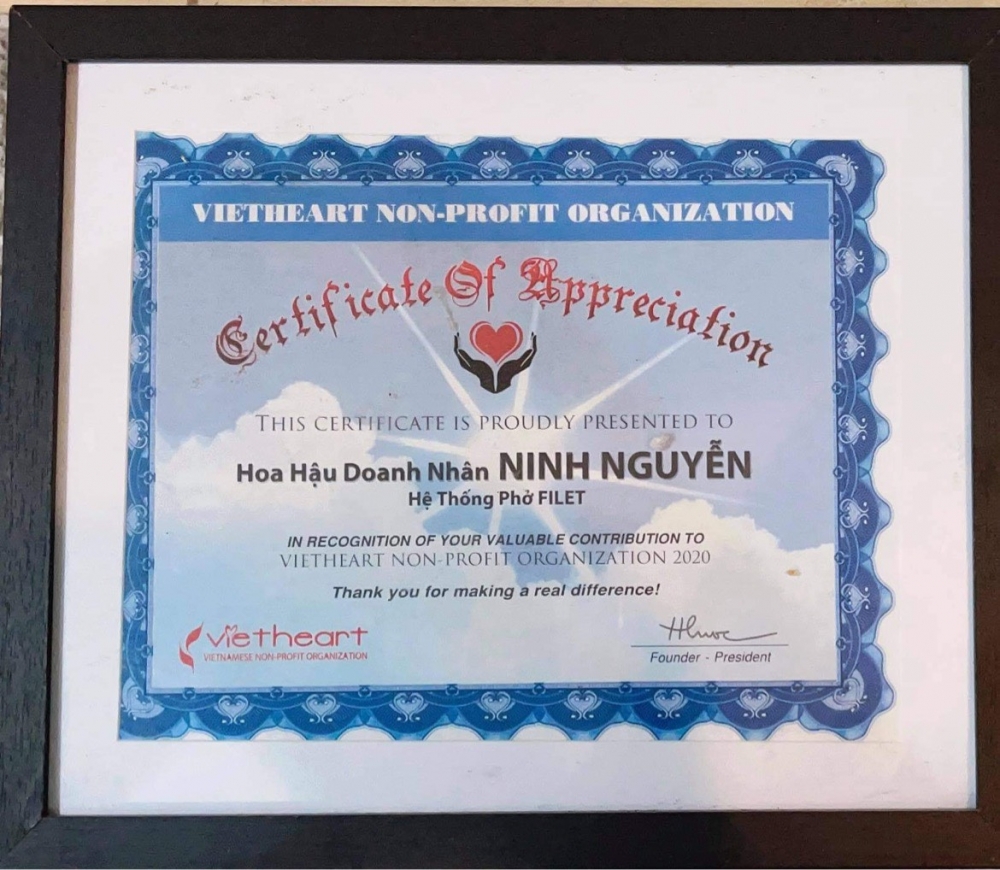 VIETHEART NON-PROFIT ORGANIZATION
Certificate Of Appreciation
THIS CERTIFICATE IS PROUDLY PRESENTED TO
Hoa Hậu Doanh Nhân NINH NGUYỄN
Hệ Thống Phở FILET
IN RECOGNITION OF YOUR VALUABLE CONTRIBUTION TO
VIETHEART NON-PROFIT ORGANIZATION 2020
Thank you for making a real difference!
vietheart
VIETNAMESE NON-PROFIT ORGANIZATION
Founder - President